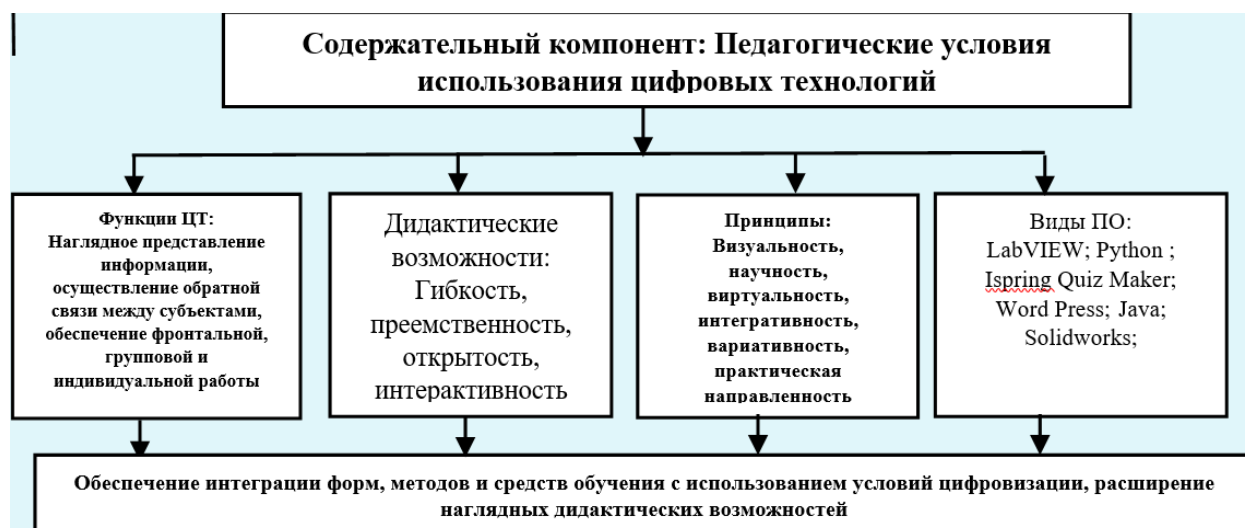 Содержательный компонент: Педагогические условия
использования цифровых технологий
Функции ЦТ:
Наглядное представление
информации,
осуществление обратной
связи между субъектами,
обеспечение фронтальной,
групповой и
индивидуальной работы
Дидактические
возможности:
Гибкость,
преемственность,
открытость,
интерактивность
Принципы:
Визуальность,
научность,
виртуальность,
интегративность,
вариативность,
практическая
направленность
Виды ПО:
LabVIEW; Python ;
Ispring Quiz Maker;
Word Press; Java;
Solidworks;
Обеспечение интеграции форм, методов и средств обучения с использованием условий цифровизации, расширение
наглядных дидактических возможностей